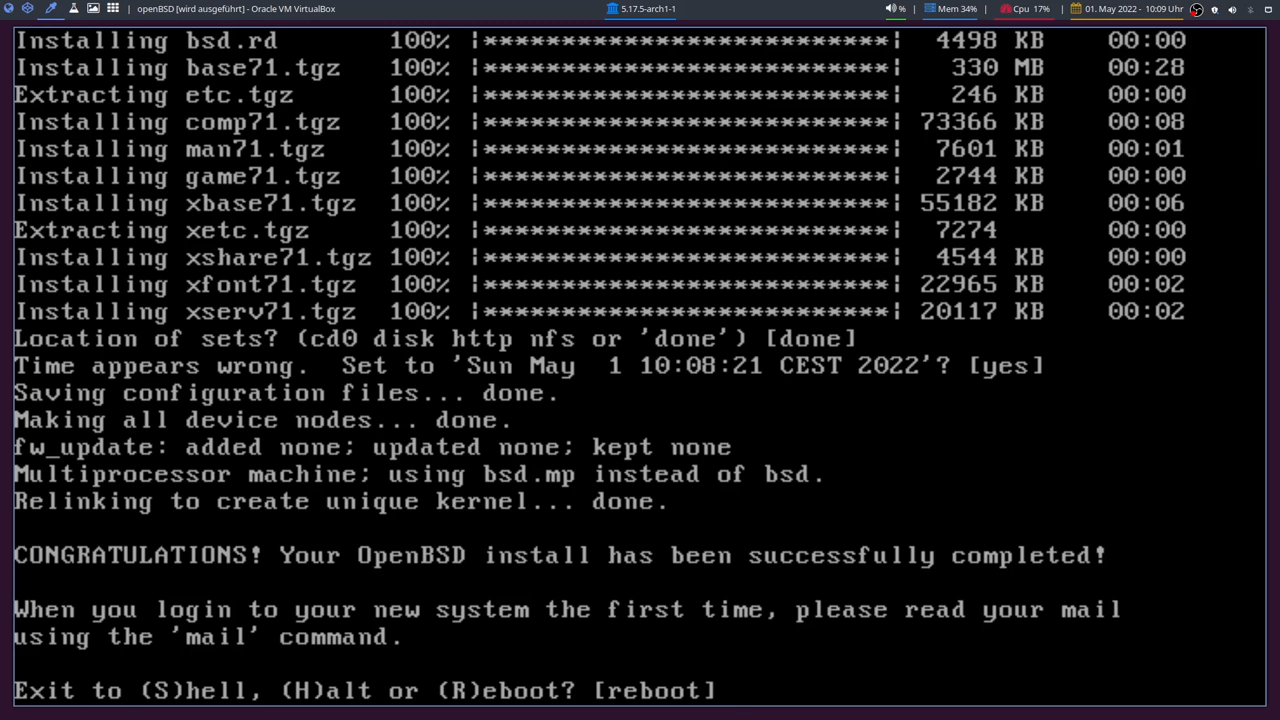 openBSD [wird ausgeführt] - Oracle VM VirtualBox
5.17.5-arch1-1
%
Mem 34%
Cpu 17%
01. May 2022 - 10:09 Uhr
Installing bsd.rd 100% |**************************| 4498 KB 00:00
Installing base71.tgz 100% |**************************| 330 MB 00:28
Extracting etc.tgz 100% |**************************| 246 KB 00:00
Installing comp71.tgz 100% |**************************| 73366 KB 00:08
Installing man71.tgz 100% |**************************| 7601 KB 00:01
Installing game71.tgz 100% |**************************| 2744 KB 00:00
Installing xbase71.tgz 100% |**************************| 55182 KB 00:06
Extracting xetc.tgz 100% |**************************| 7274 00:00
Installing xshare71.tgz 100% |**************************| 4544 KB 00:00
Installing xfont71.tgz 100% |**************************| 22965 KB 00:02
Installing xserv71.tgz 100% |**************************| 20117 KB 00:02
Location of sets? (cd0 disk http nfs or 'done') [done]
Time appears wrong. Set to 'Sun May 1 10:08:21 CEST 2022'? [yes]
Saving configuration files... done.
Making all device nodes... done.
fw_update: added none; updated none; kept none
Multiprocessor machine; using bsd.mp instead of bsd.
Relinking to create unique kernel... done.
CONGRATULATIONS! Your OpenBSD install has been successfully completed!
When you login to your new system the first time, please read your mail
using the 'mail' command.
Exit to (S)hell, (H)alt or (R)eboot? [reboot]